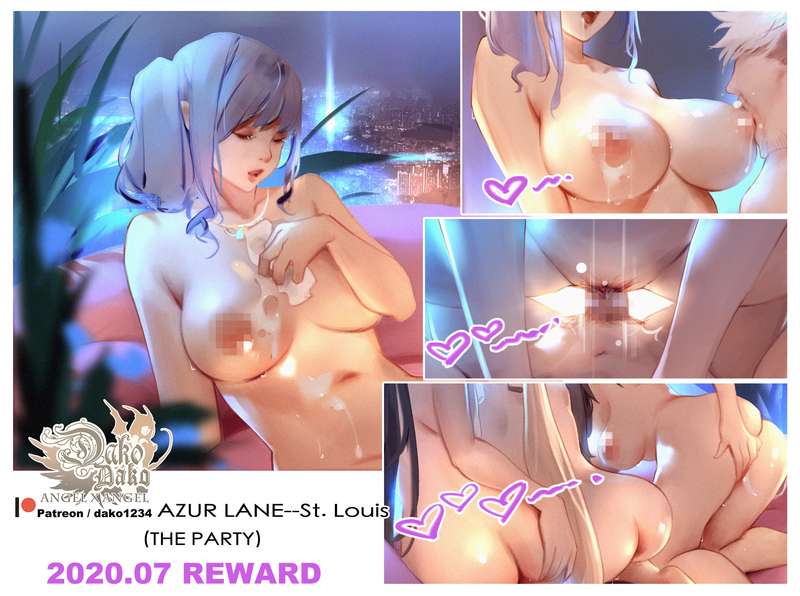 Dako
Dako
ANGEL X ANGEL
Patreon / dako1234
AZUR LANE--St. Louis
(THE PARTY)
2020.07 REWARD